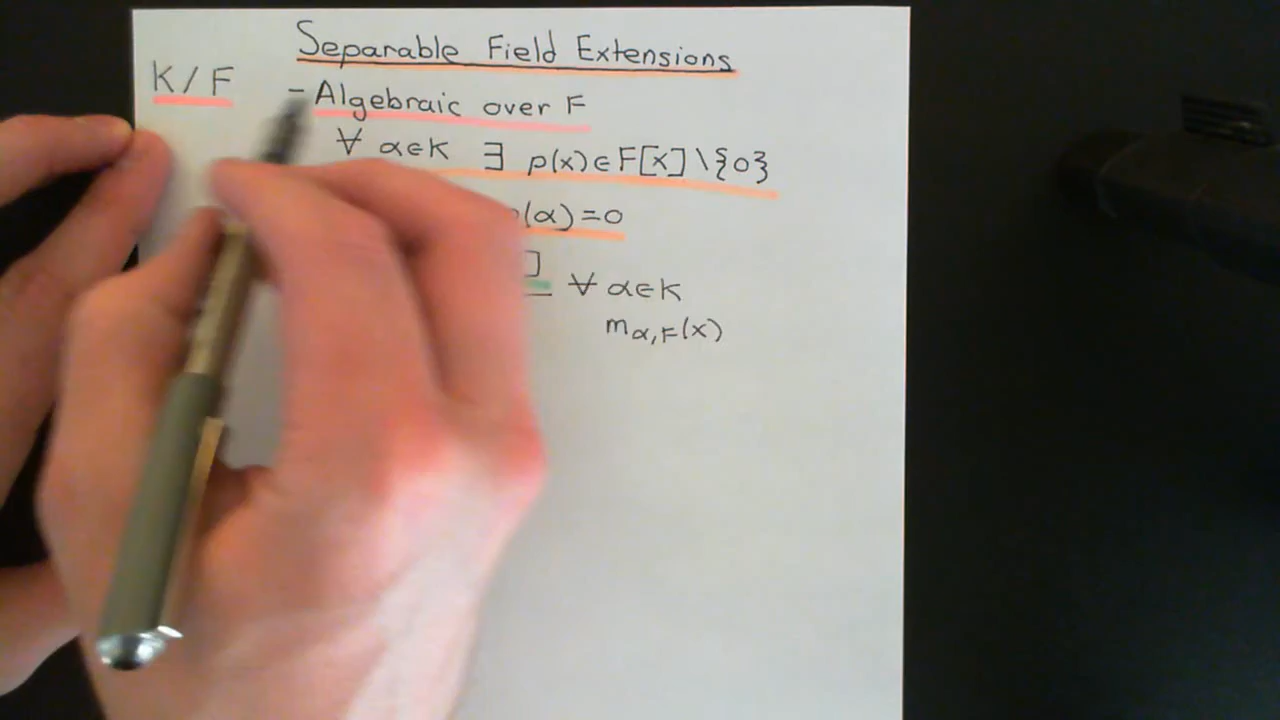 Separable Field Extensions
K / F - Algebraic over F
∀ α∈K ∃ p(x)∈F[x]\{0}
(α)=0
] ∀ α∈K
m_{α,F}(x)